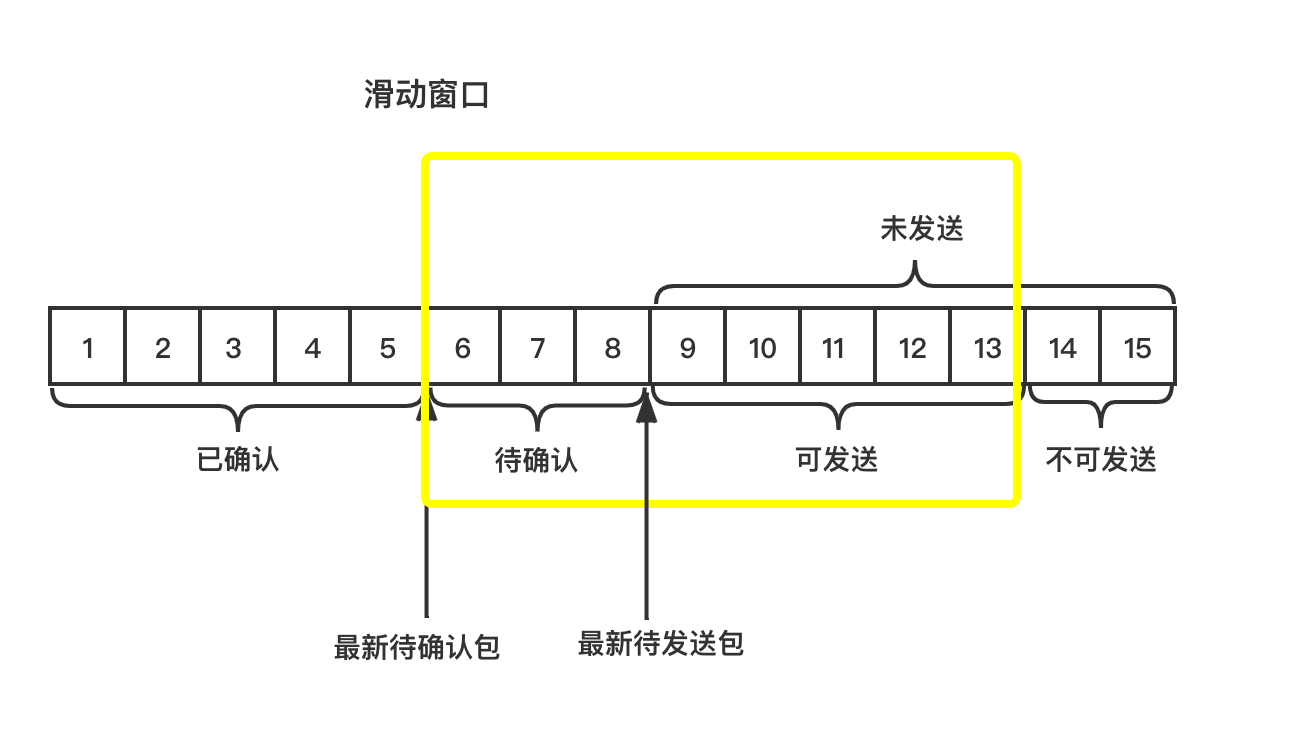 滑动窗口
未发送
1 2 3 4 5 6 7 8 9 10 11 12 13 14 15
已确认 待确认 可发送 不可发送
最新待确认包 最新待发送包